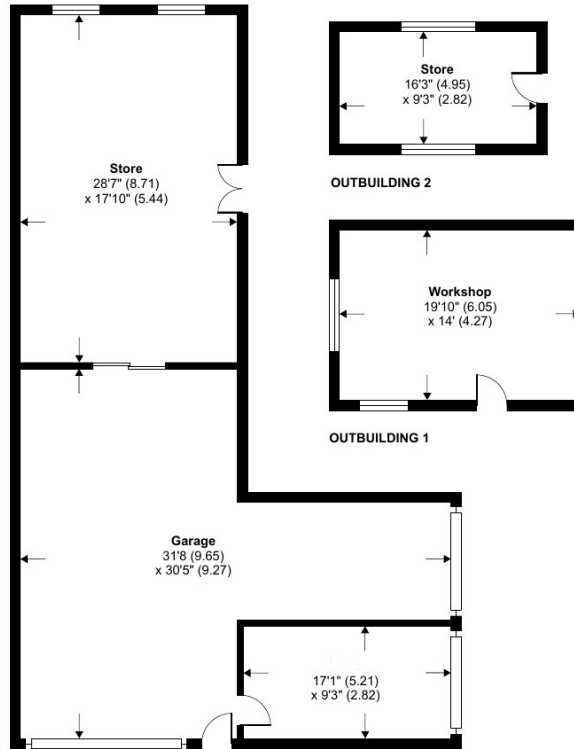 Store
16'3" (4.95)
x 9'3" (2.82)
OUTBUILDING 2
Store
28'7" (8.71)
x 17'10" (5.44)
Workshop
19'10" (6.05)
x 14' (4.27)
OUTBUILDING 1
Garage
31'8 (9.65)
x 30'5" (9.27)
17'1" (5.21)
x 9'3" (2.82)